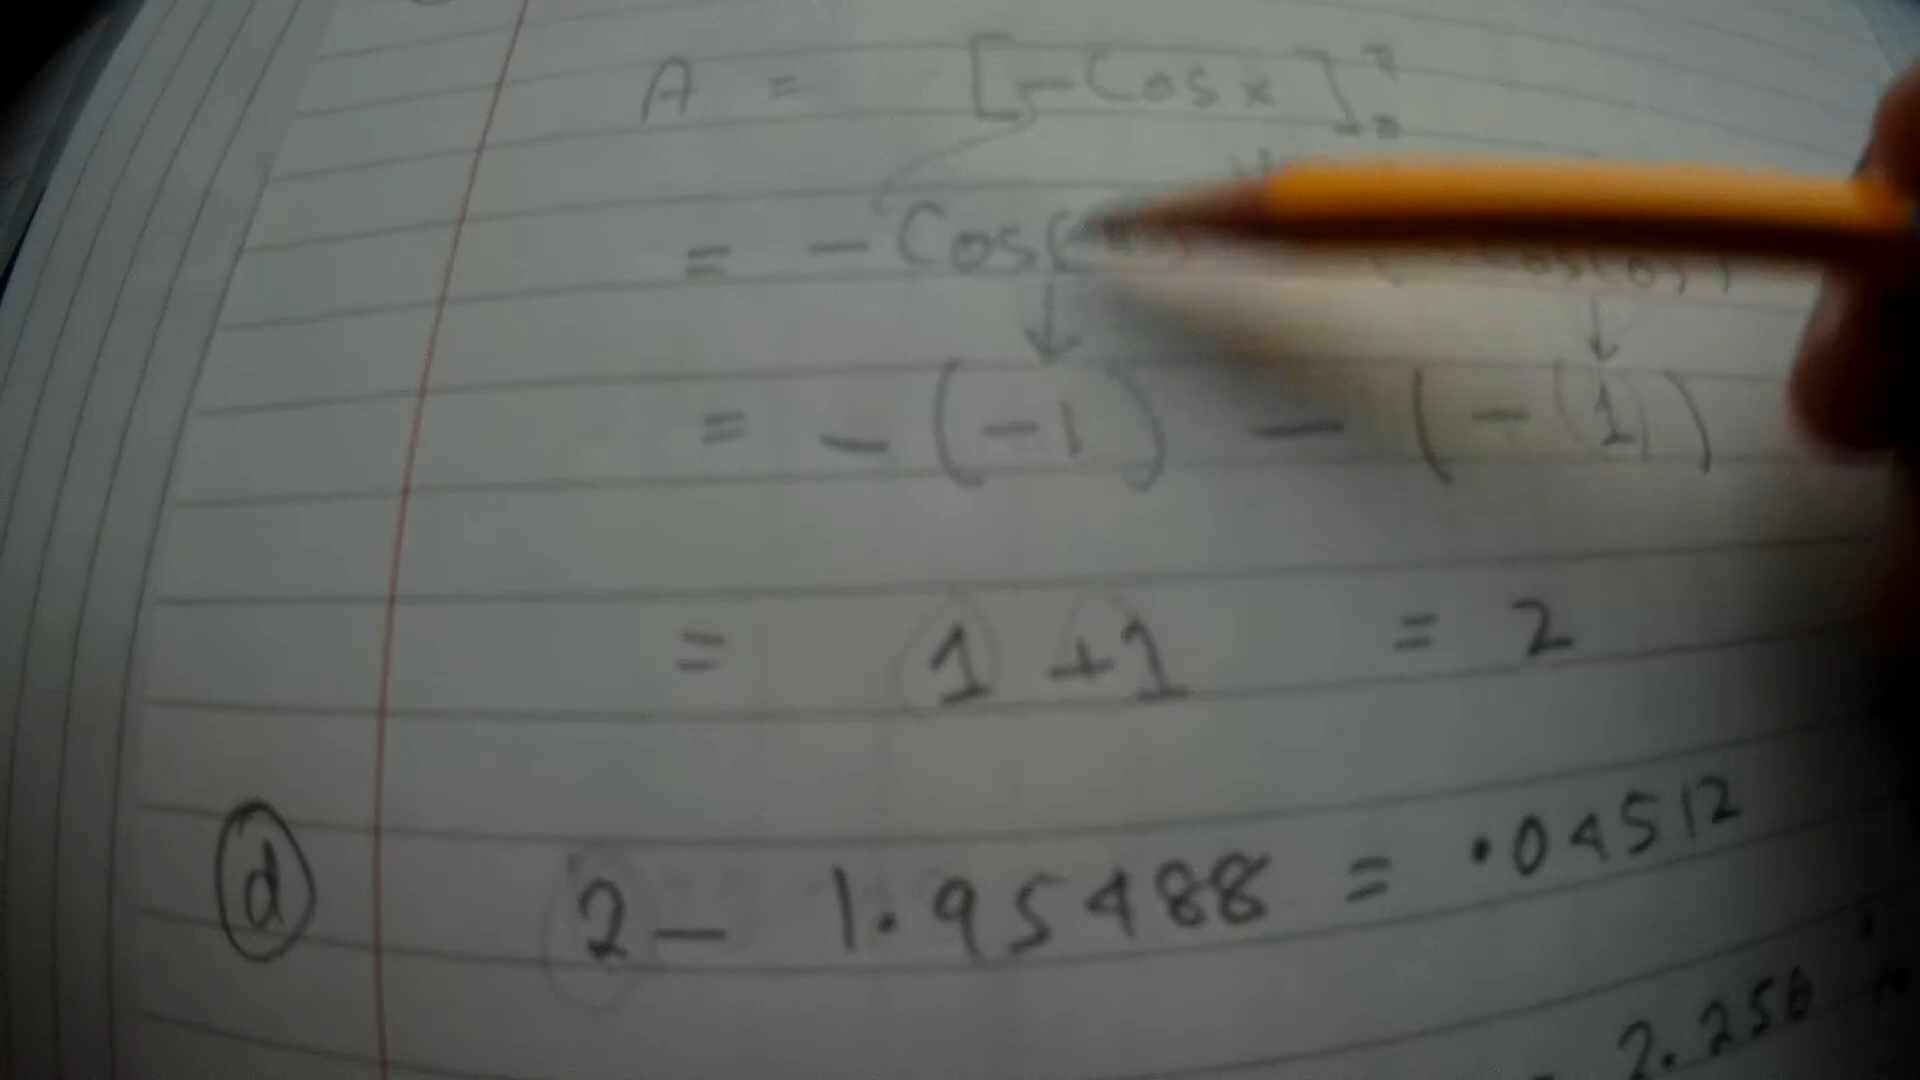 A = [-Cos x]
= - Cos(
= - (-1) - (-(1))
= 1 + 1 = 2
d 2 - 1.95488 = .04512
2.256